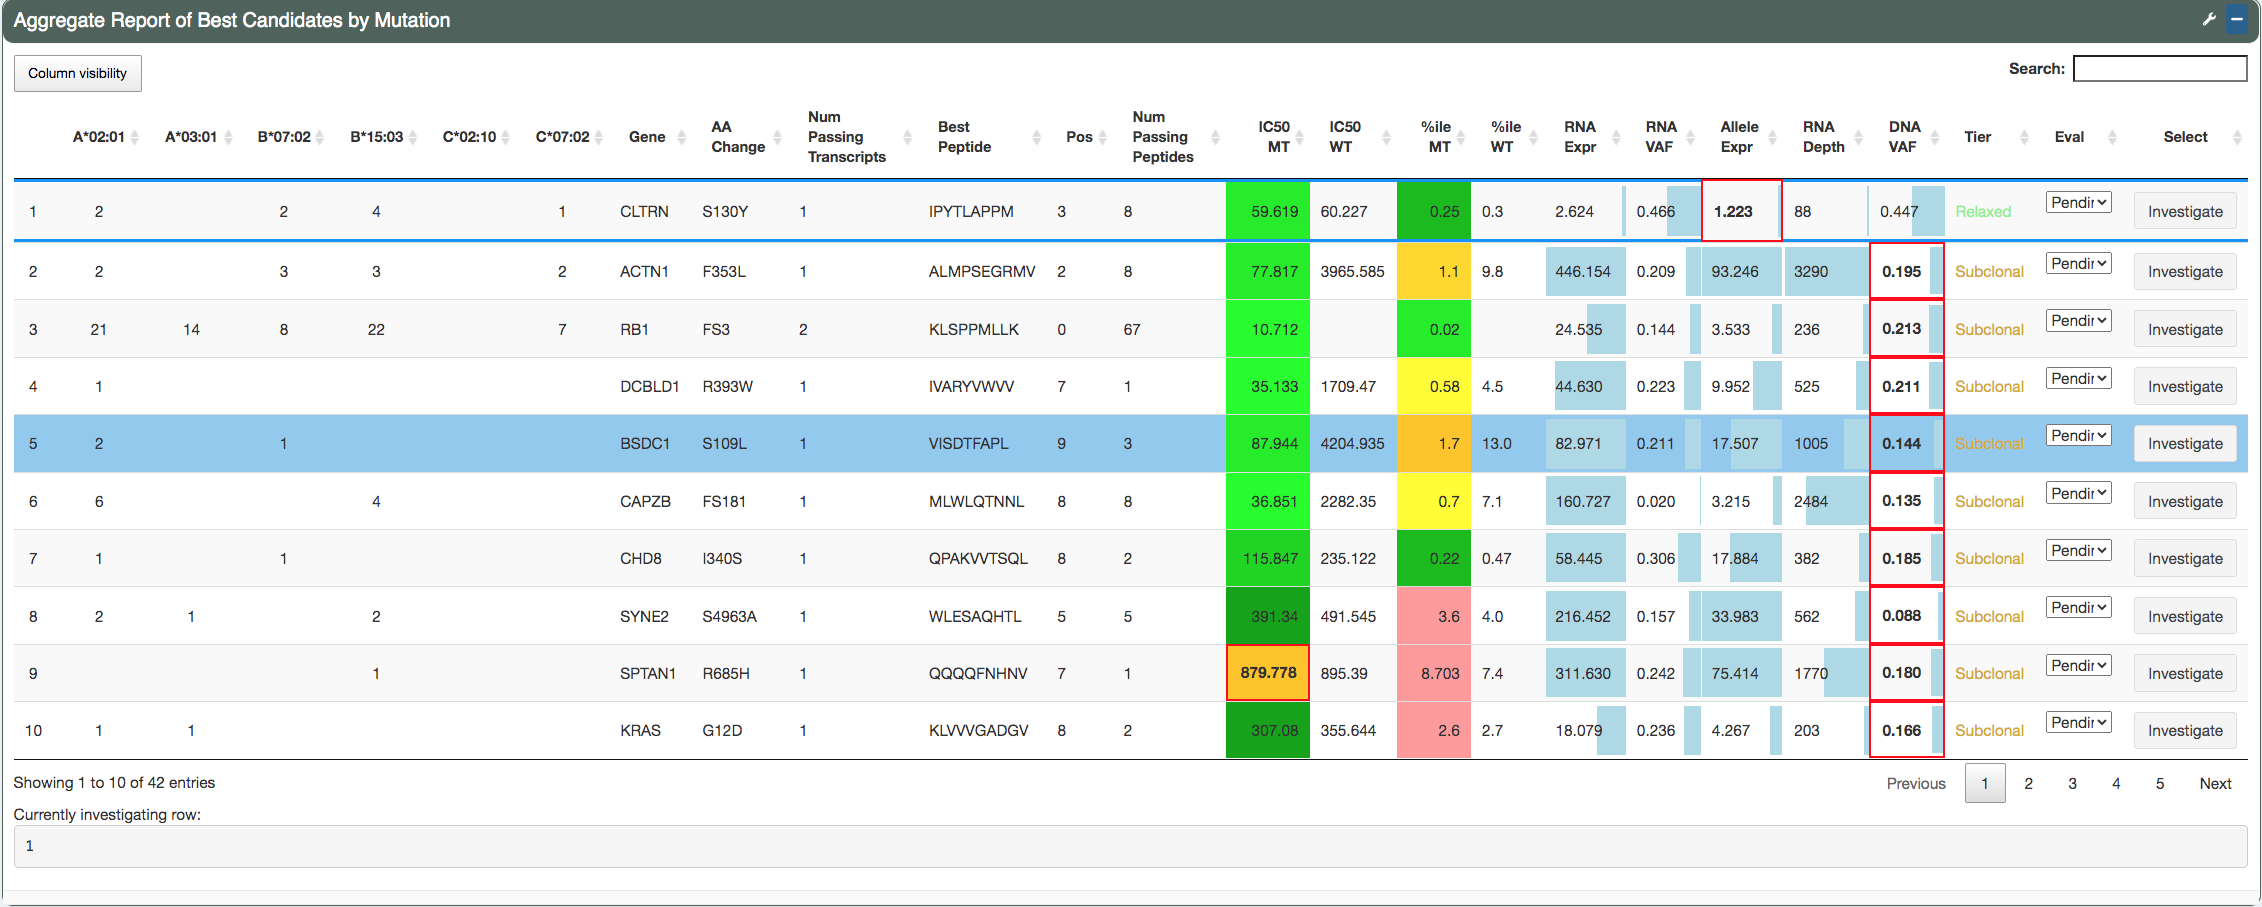 Aggregate Report of Best Candidates by Mutation
Column visibility
Search:
A*02:01 A*03:01 B*07:02 B*15:03 C*02:10 C*07:02 Gene AA Change Num Passing Transcripts Best Peptide Pos Num Passing Peptides IC50 MT IC50 WT %ile MT %ile WT RNA Expr RNA VAF Allele Expr RNA Depth DNA VAF Tier Eval Select
1 2 2 4 1 CLTRN S130Y 1 IPYTLAPPM 3 8 59.619 60.227 0.25 0.3 2.624 0.466 1.223 88 0.447 Relaxed Pendir Investigate
2 2 3 3 2 ACTN1 F353L 1 ALMPSEGRMV 2 8 77.817 3965.585 1.1 9.8 446.154 0.209 93.246 3290 0.195 Subclonal Pendir Investigate
3 21 14 8 22 7 RB1 FS3 2 KLSPPMLLK 0 67 10.712 0.02 24.535 0.144 3.533 236 0.213 Subclonal Pendir Investigate
4 1 DCBLD1 R393W 1 IVARYVWVV 7 1 35.133 1709.47 0.58 4.5 44.630 0.223 9.952 525 0.211 Subclonal Pendir Investigate
5 2 1 BSDC1 S109L 1 VISDTFAPL 9 3 87.944 4204.935 1.7 13.0 82.971 0.211 17.507 1005 0.144 Subclonal Pendir Investigate
6 6 4 CAPZB FS181 1 MLWLQTNNL 8 8 36.851 2282.35 0.7 7.1 160.727 0.020 3.215 2484 0.135 Subclonal Pendir Investigate
7 1 1 CHD8 I340S 1 QPAKVVTSQL 8 2 115.847 235.122 0.22 0.47 58.445 0.306 17.884 382 0.185 Subclonal Pendir Investigate
8 2 1 2 SYNE2 S4963A 1 WLESAQHTL 5 5 391.34 491.545 3.6 4.0 216.452 0.157 33.983 562 0.088 Subclonal Pendir Investigate
9 1 SPTAN1 R685H 1 QQQQFNHNV 7 1 879.778 895.39 8.703 7.4 311.630 0.242 75.414 1770 0.180 Subclonal Pendir Investigate
10 1 1 KRAS G12D 1 KLVVVGADGV 8 2 307.08 355.644 2.6 2.7 18.079 0.236 4.267 203 0.166 Subclonal Pendir Investigate
Showing 1 to 10 of 42 entries
Previous 1 2 3 4 5 Next
Currently investigating row:
1